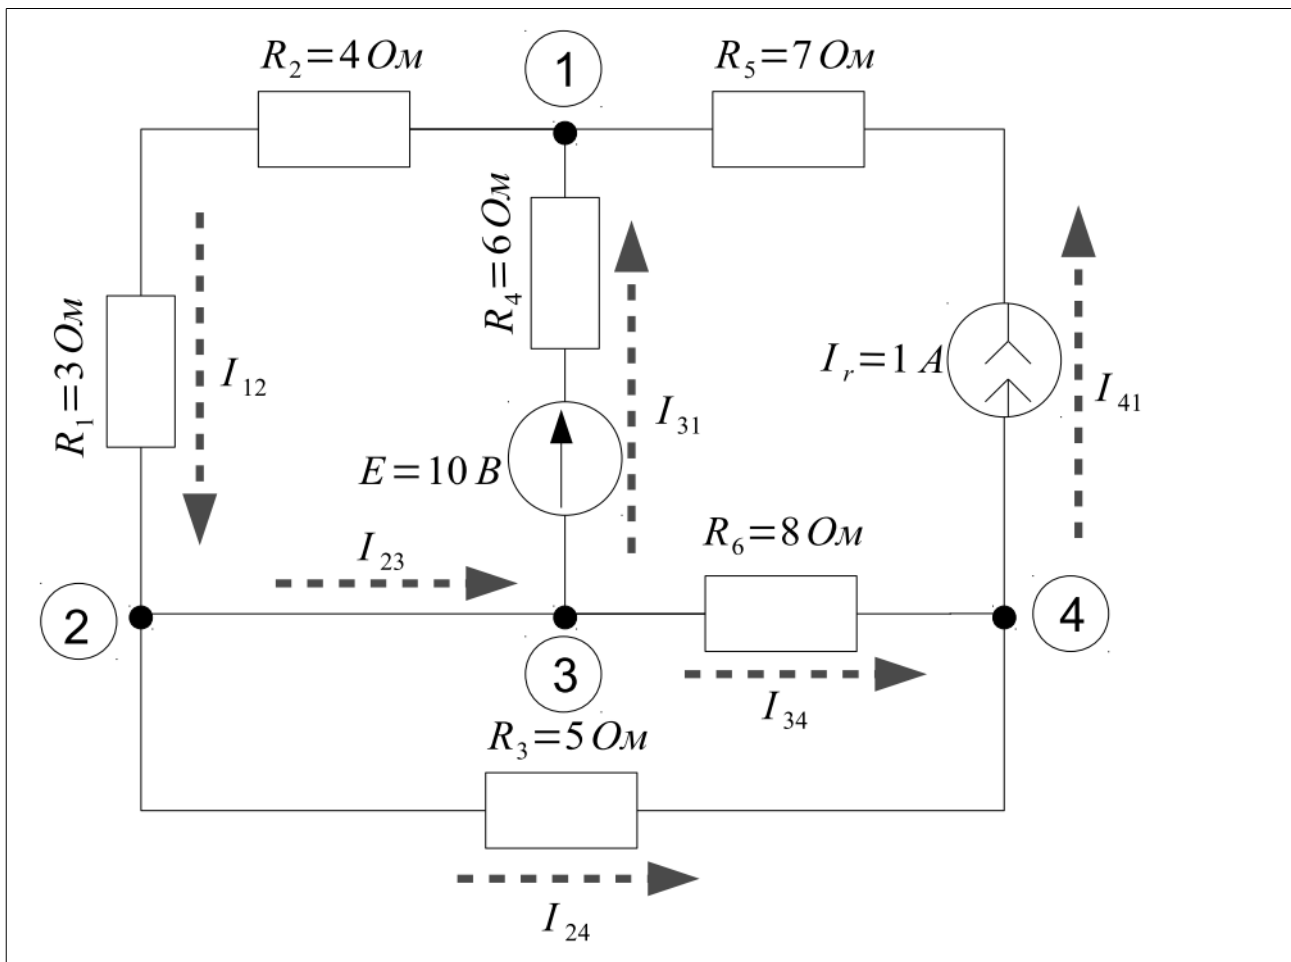 R₂=4 Ом
1
R₅=7 Ом
R₄=6 Ом
R₁=3 Ом
I₁₂
Iᵣ=1 А
I₃₁
I₄₁
E=10 В
R₆=8 Ом
I₂₃
2
4
3
I₃₄
R₃=5 Ом
I₂₄